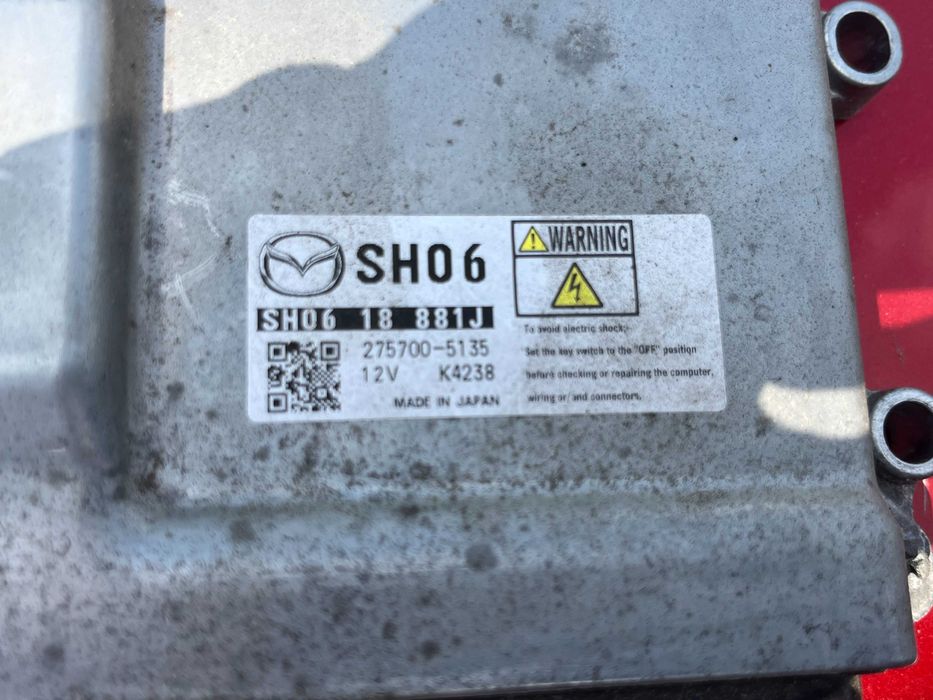 SH06
SH06 18 881J
275700-5135
12V K4238
MADE IN JAPAN
WARNING
To avoid electric shock;-
Set the key switch to the "OFF" position
before checking or repairing the computer,
wiring or/and connectors.